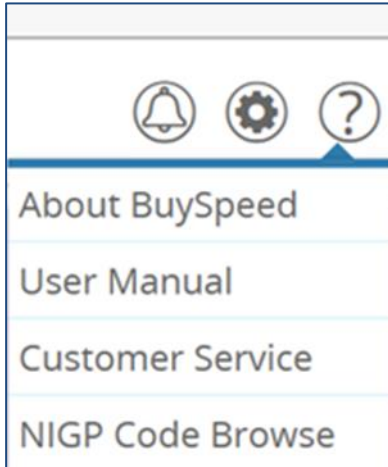 ?
About BuySpeed
User Manual
Customer Service
NIGP Code Browse